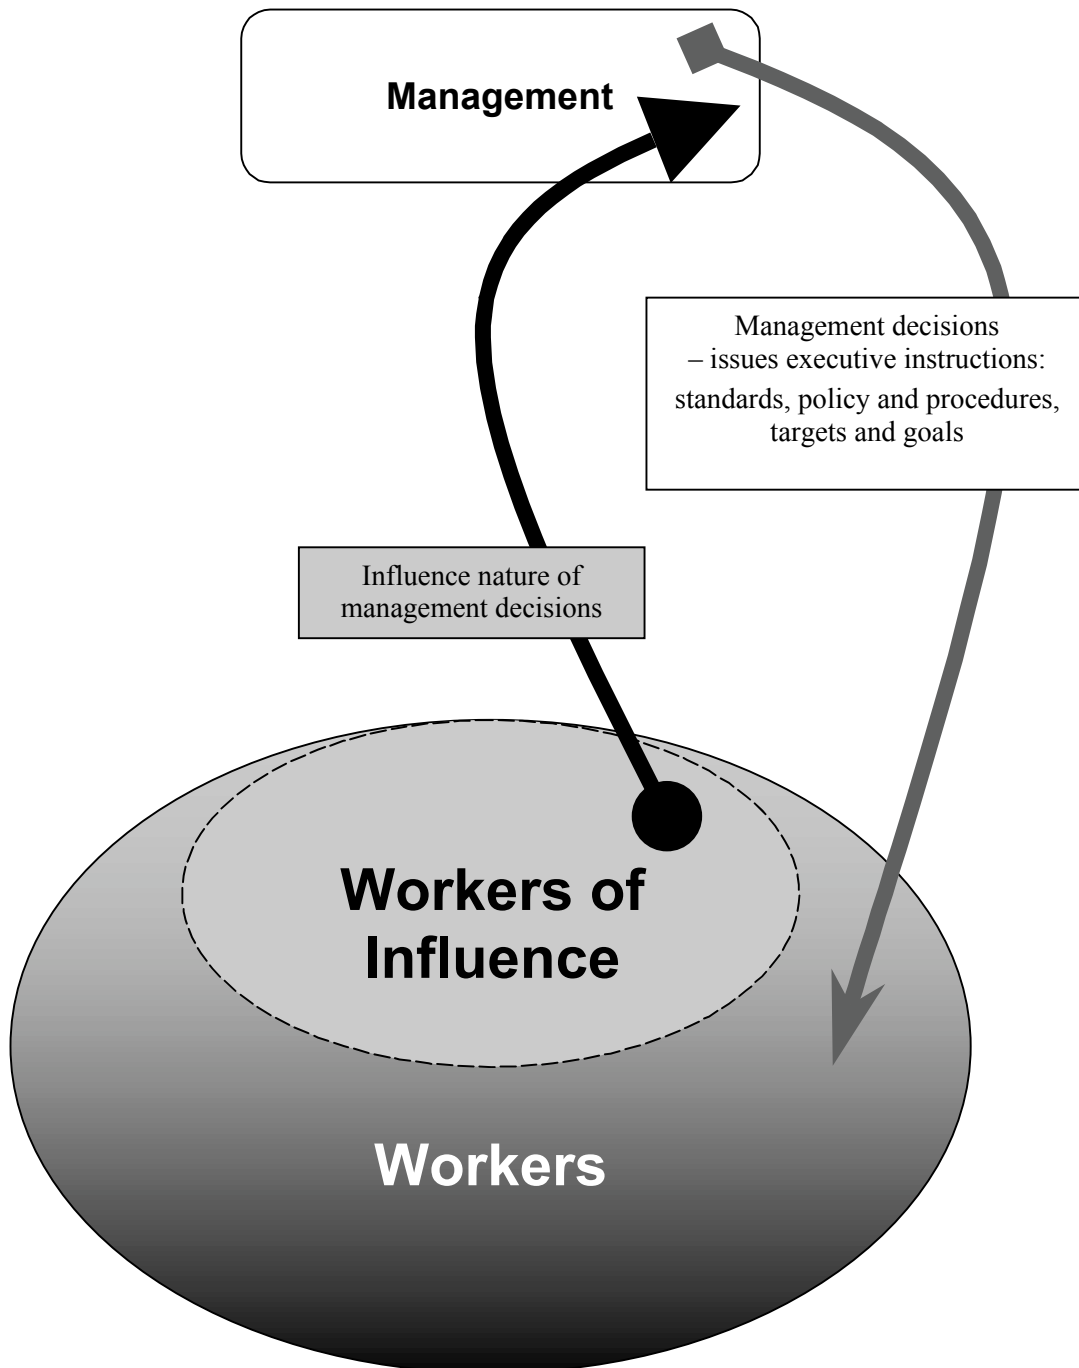 Management
Management decisions
– issues executive instructions:
standards, policy and procedures,
targets and goals
Influence nature of
management decisions
Workers of
Influence
Workers